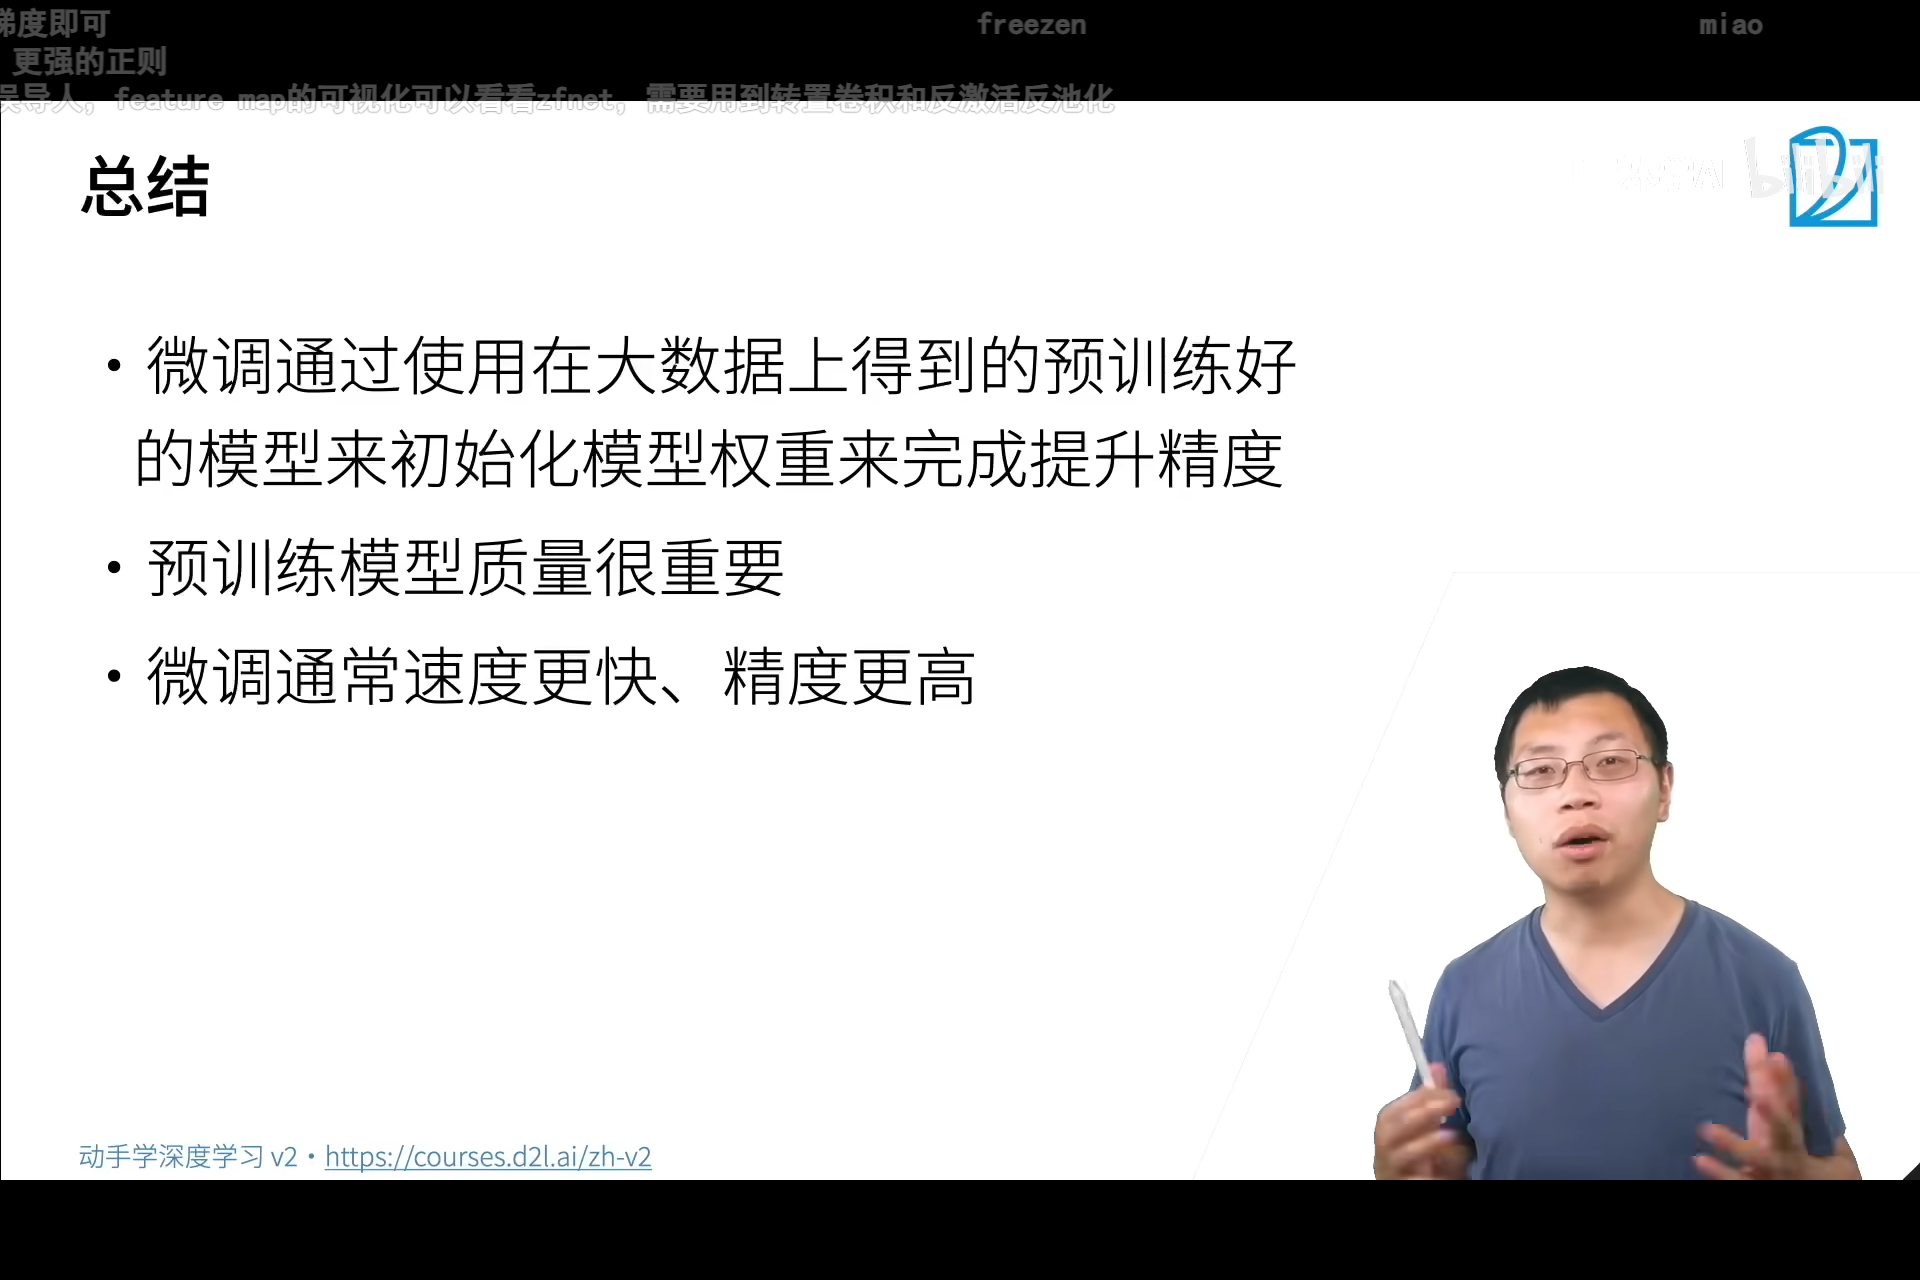 梯度即可
freezen
miao
更强的正则
误导人, feature map的可视化可以看看zfnet, 需要用到转置卷积和反激活反池化
总结
bilibili
• 微调通过使用在大数据上得到的预训练好
的模型来初始化模型权重来完成提升精度
• 预训练模型质量很重要
• 微调通常速度更快、精度更高
动手学深度学习 v2 • https://courses.d2l.ai/zh-v2